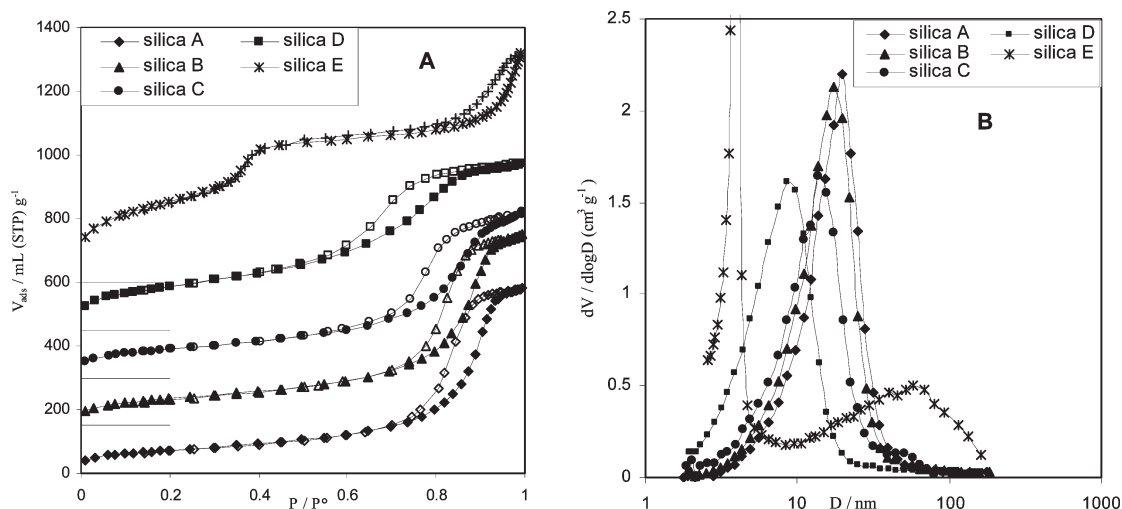 1400
1200
1000
800
600
400
200
0
V_ads / mL (STP) g⁻¹
silica A
silica D
silica B
silica E
silica C
A
0
0.2
0.4
0.6
0.8
1
P / P°
3
2.5
2
1.5
1
0.5
0
dV / dlogD (cm³ g⁻¹)
silica A
silica D
silica B
silica E
silica C
B
1
10
100
1000
D / nm